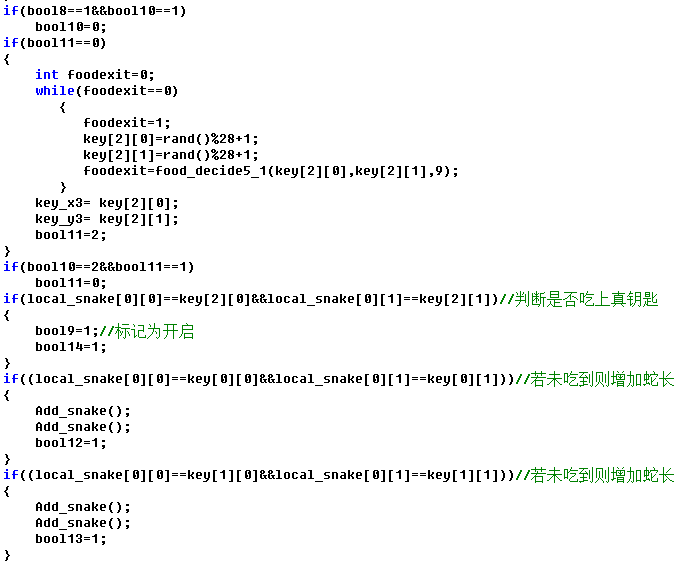 if(bool8==1&&bool10==1)
    bool10=0;
if(bool11==0)
{
    int foodexit=0;
    while(foodexit==0)
       {
          foodexit=1;
          key[2][0]=rand()%28+1;
          key[2][1]=rand()%28+1;
          foodexit=food_decide5_1(key[2][0],key[2][1],9);
       }
    key_x3= key[2][0];
    key_y3= key[2][1];
    bool11=2;
}
if(bool10==2&&bool11==1)
    bool11=0;
if(local_snake[0][0]==key[2][0]&&local_snake[0][1]==key[2][1])//判断是否吃上真钥匙
{
    bool9=1;//标记为开启
    bool14=1;
}
if((local_snake[0][0]==key[0][0]&&local_snake[0][1]==key[0][1]))//若未吃到则增加蛇长
{
    Add_snake();
    Add_snake();
    bool12=1;
}
if((local_snake[0][0]==key[1][0]&&local_snake[0][1]==key[1][1]))//若未吃到则增加蛇长
{
    Add_snake();
    Add_snake();
    bool13=1;
}